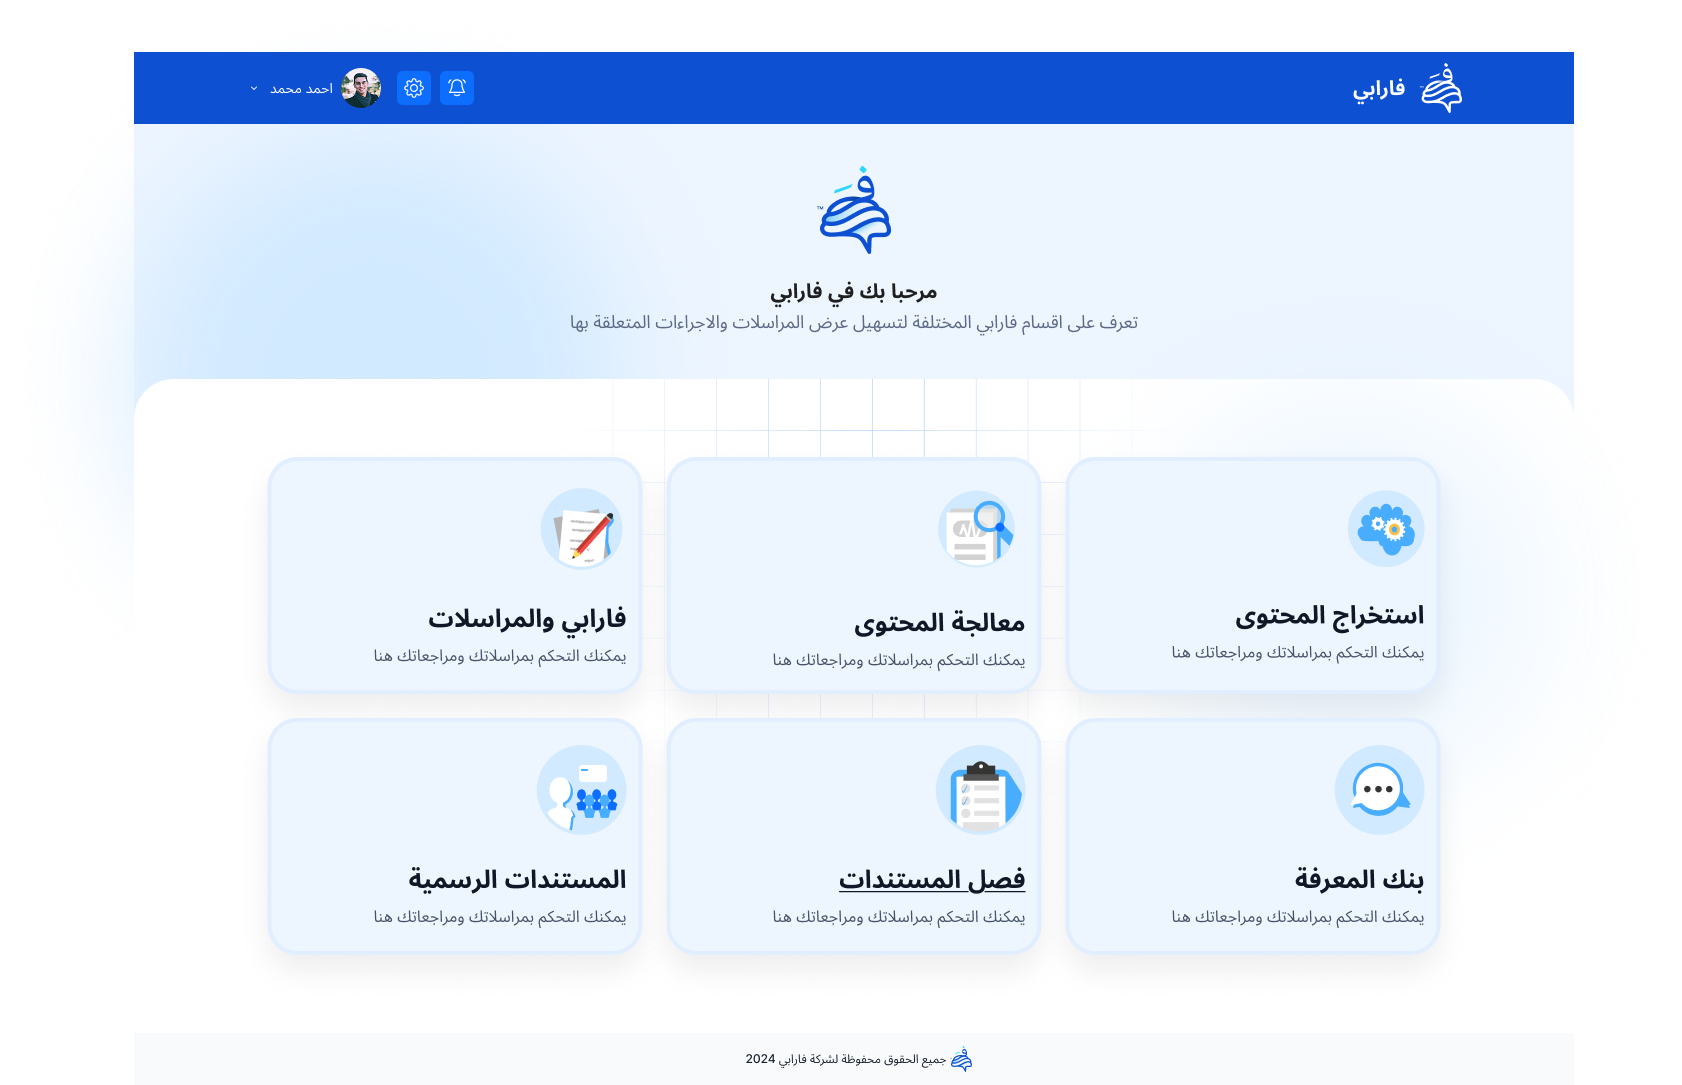 فارابي
احمد محمد
مرحبا بك في فارابي
تعرف على اقسام فارابي المختلفة لتسهيل عرض المراسلات والاجراءات المتعلقة بها
استخراج المحتوى
يمكنك التحكم بمراسلاتك ومراجعاتك هنا
معالجة المحتوى
يمكنك التحكم بمراسلاتك ومراجعاتك هنا
فارابي والمراسلات
يمكنك التحكم بمراسلاتك ومراجعاتك هنا
بنك المعرفة
يمكنك التحكم بمراسلاتك ومراجعاتك هنا
فصل المستندات
يمكنك التحكم بمراسلاتك ومراجعاتك هنا
المستندات الرسمية
يمكنك التحكم بمراسلاتك ومراجعاتك هنا
جميع الحقوق محفوظة لشركة فارابي 2024